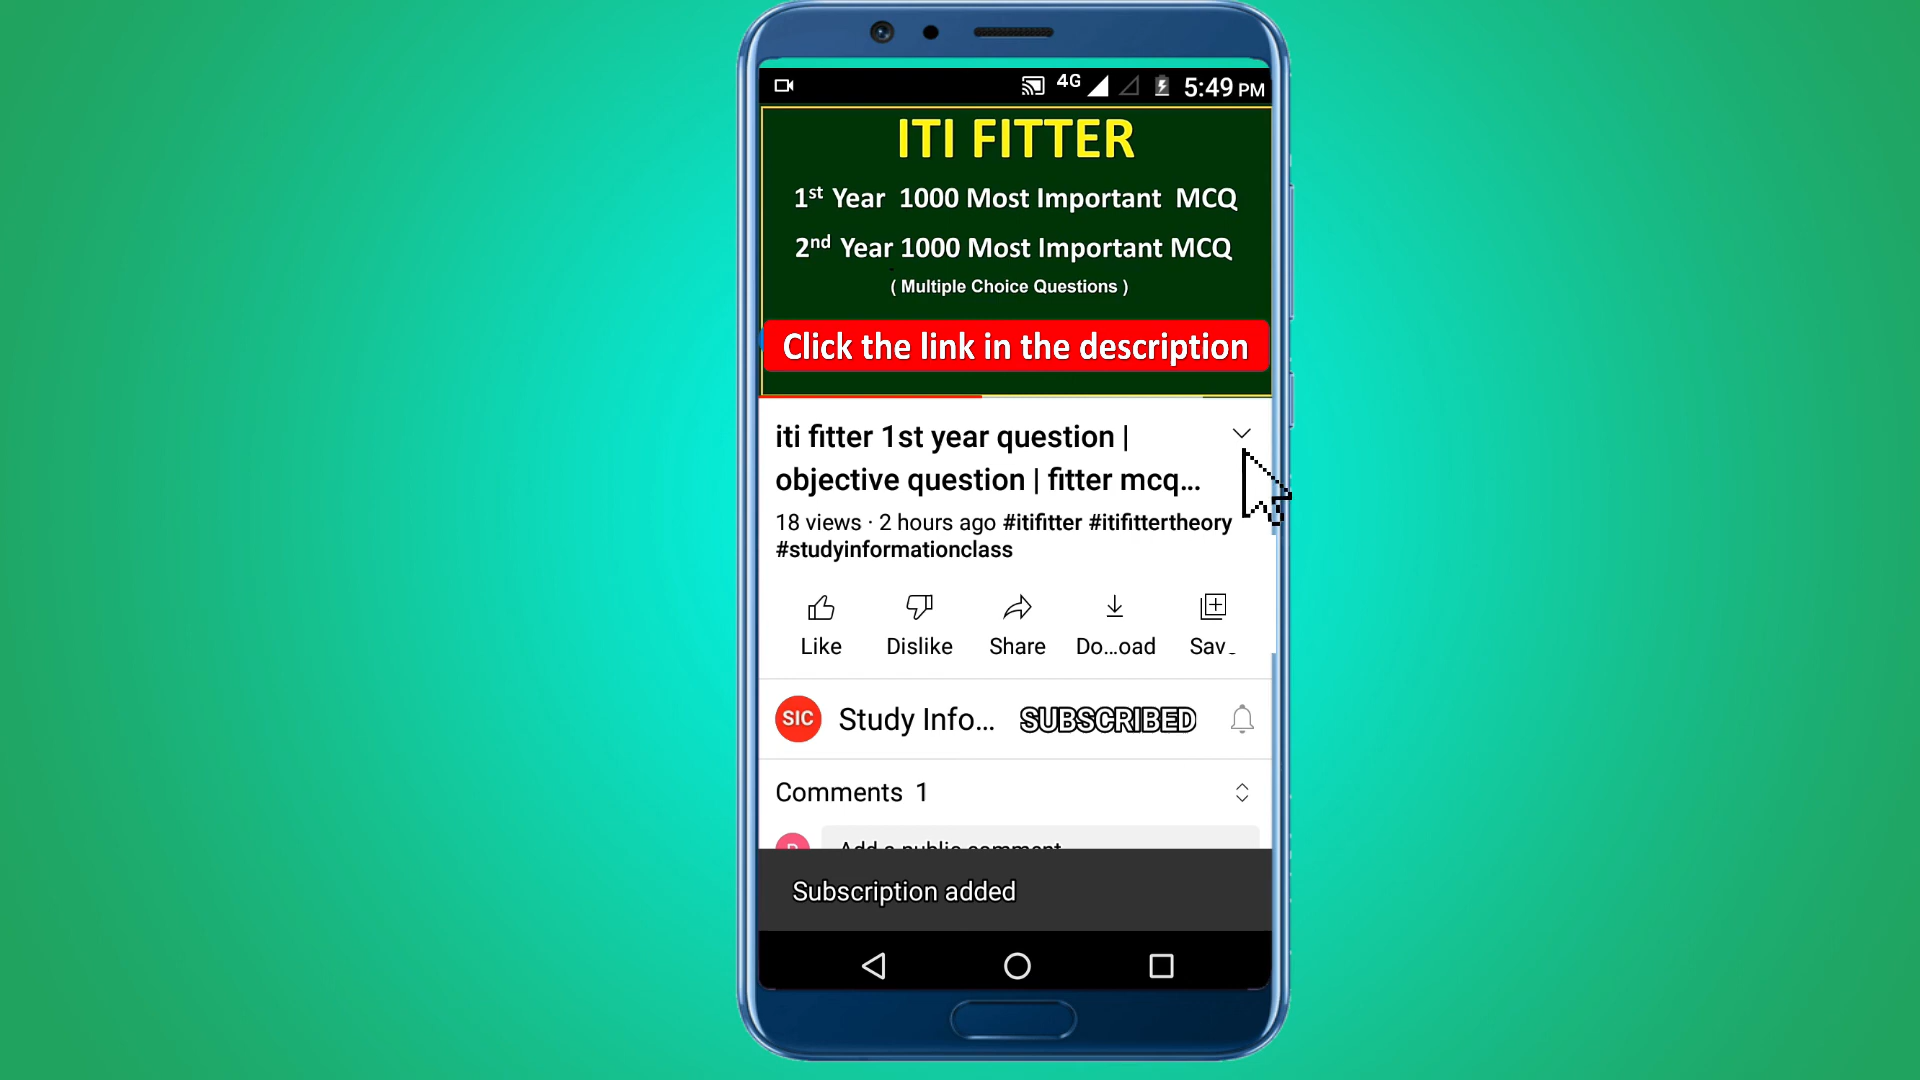 4G 5:49 PM
ITI FITTER
1st Year 1000 Most Important MCQ
2nd Year 1000 Most Important MCQ
( Multiple Choice Questions )
Click the link in the description
iti fitter 1st year question |
objective question | fitter mcq...
18 views · 2 hours ago #itifitter #itifittertheory
#studyinformationclass
Like Dislike Share Do...oad Sav
SIC Study Info... SUBSCRIBED
Comments 1
Add a public comment
Subscription added